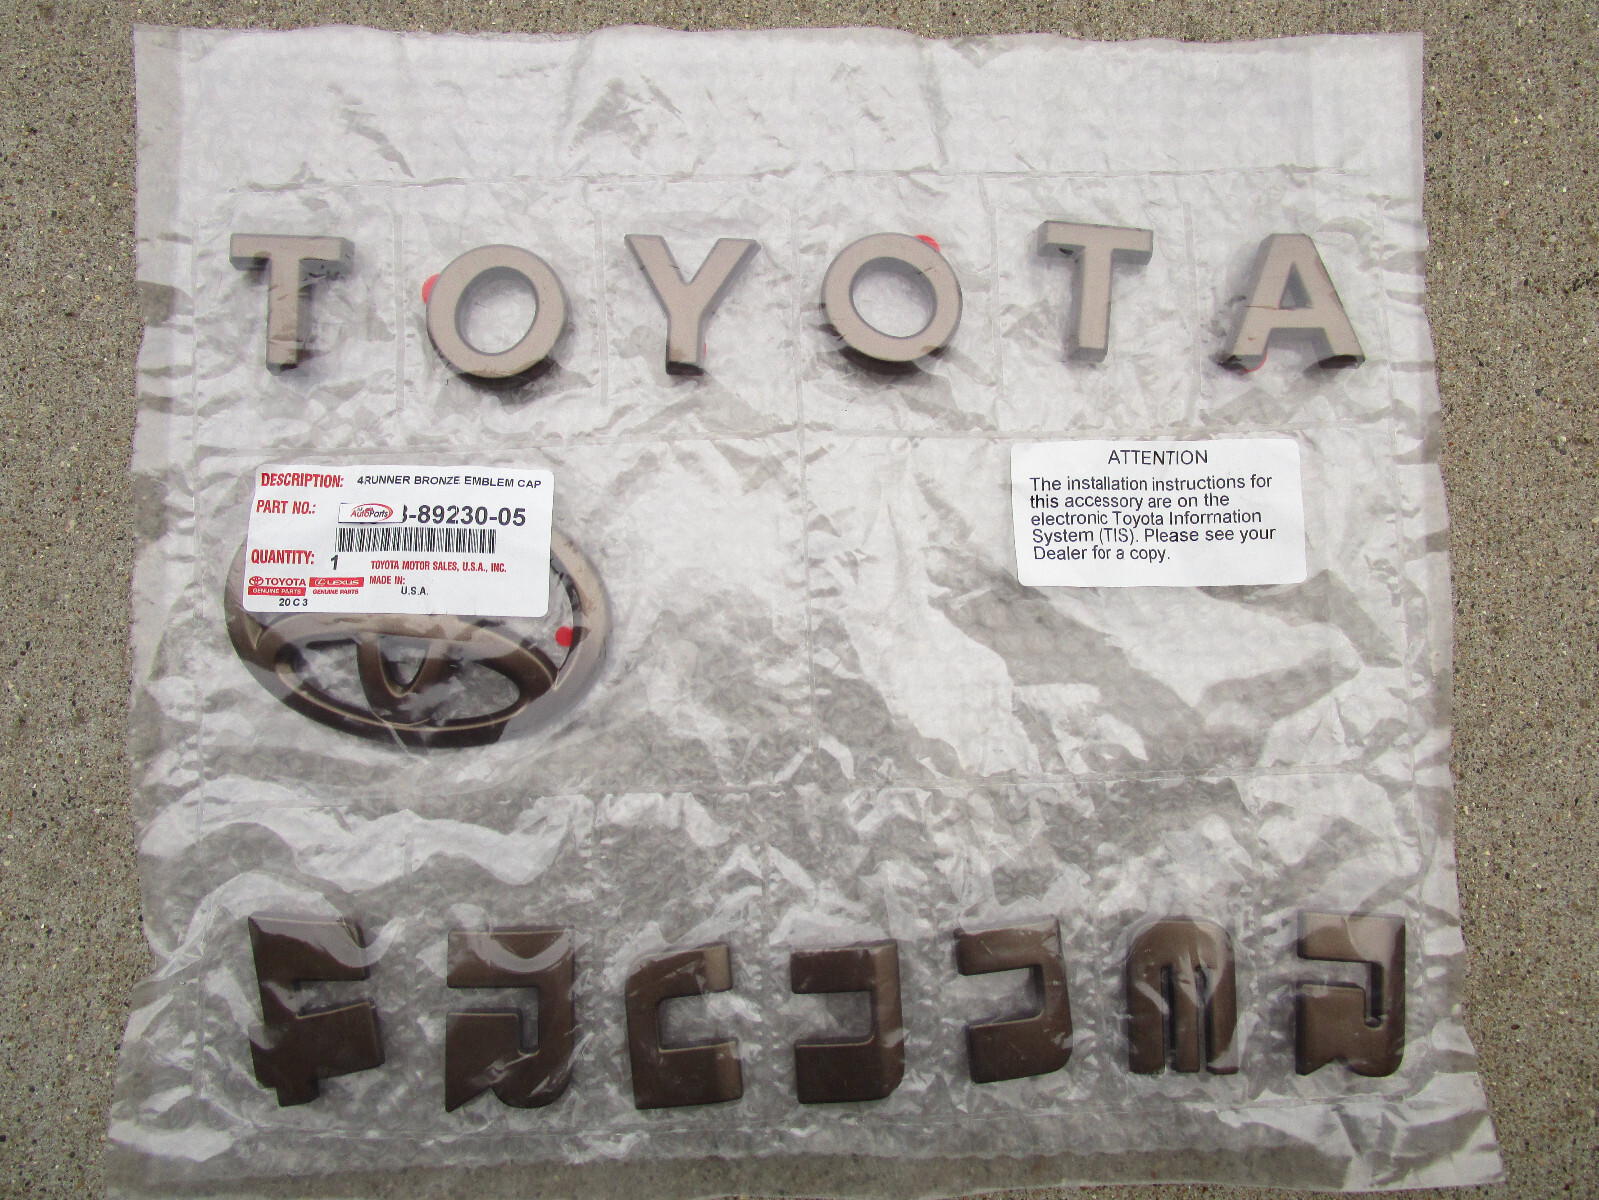 TOYOTA
DESCRIPTION: 4RUNNER BRONZE EMBLEM CAP
PART NO.: AutoParts -89230-05
QUANTITY: 1
TOYOTA MOTOR SALES, U.S.A., INC.
TOYOTA
GENUINE PARTS
LEXUS
GENUINE PARTS
MADE IN:
U.S.A.
20 C 3
ATTENTION
The installation instructions for
this accessory are on the
electronic Toyota Information
System (TIS). Please see your
Dealer for a copy.